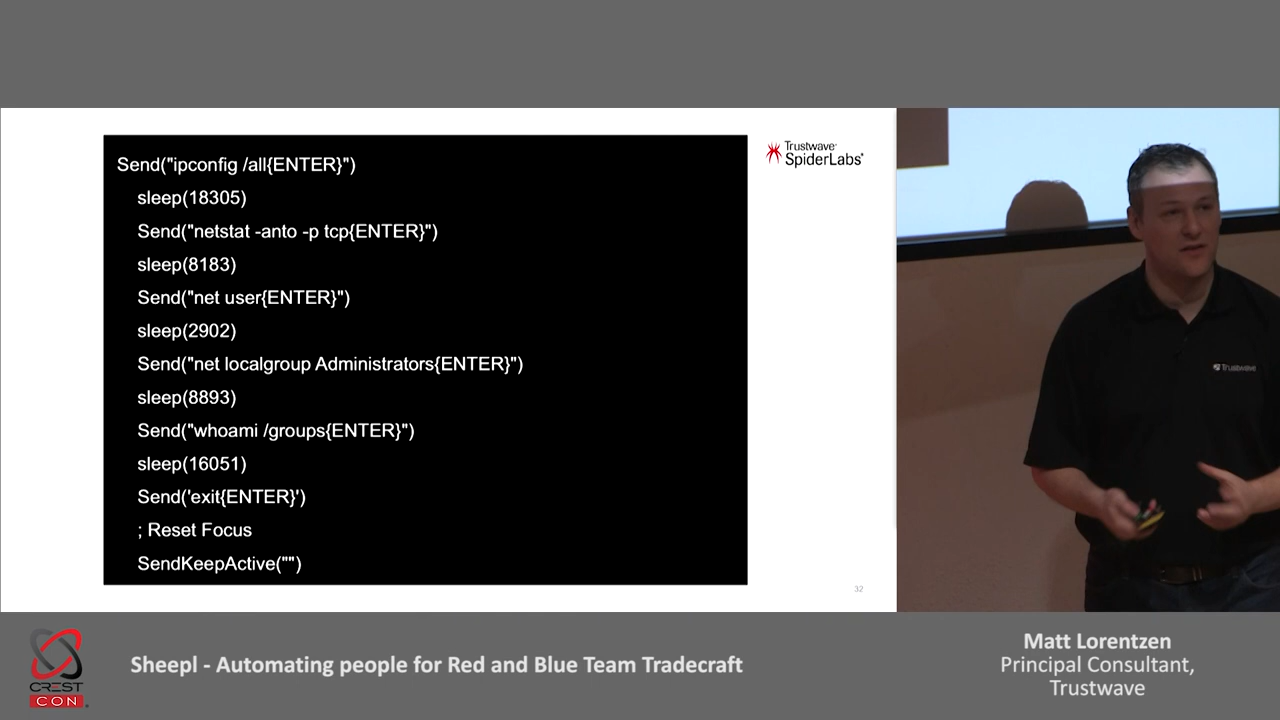 Send("ipconfig /all{ENTER}")
sleep(18305)
Send("netstat -anto -p tcp{ENTER}")
sleep(8183)
Send("net user{ENTER}")
sleep(2902)
Send("net localgroup Administrators{ENTER}")
sleep(8893)
Send("whoami /groups{ENTER}")
sleep(16051)
Send('exit{ENTER}')
; Reset Focus
SendKeepActive("")
Trustwave®
SpiderLabs®
32
Trustwave
CREST
CON
Sheepl - Automating people for Red and Blue Team Tradecraft
Matt Lorentzen
Principal Consultant,
Trustwave